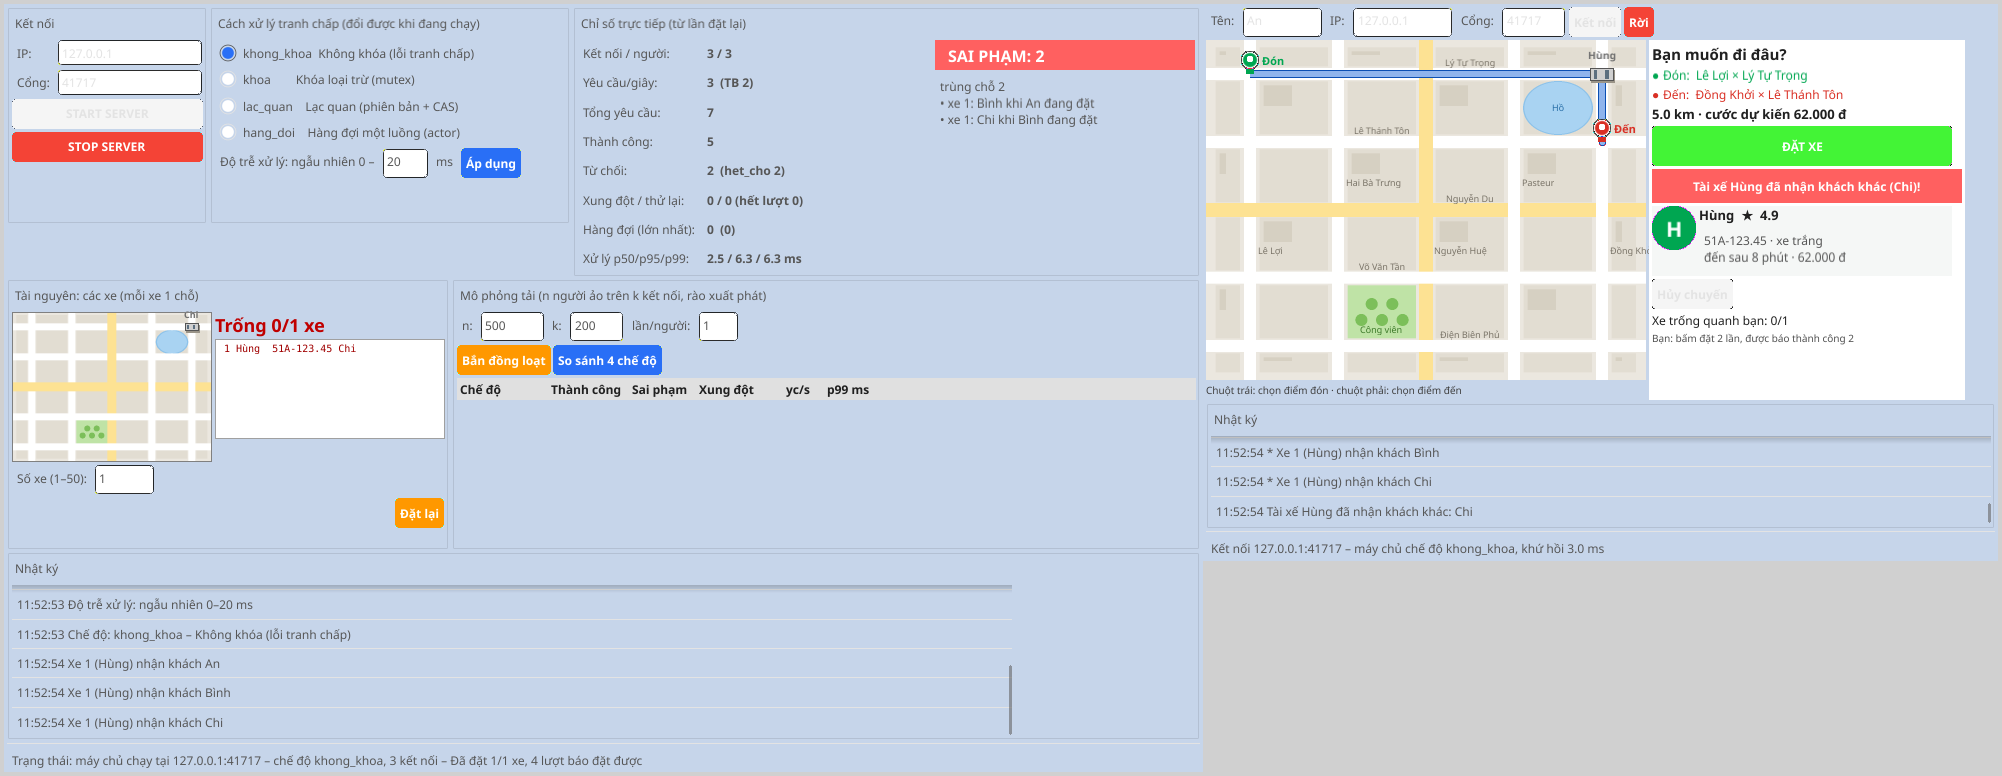 Kết nối
IP: 127.0.0.1
Cổng: 41717
START SERVER
STOP SERVER
Cách xử lý tranh chấp (đổi được khi đang chạy)
khong_khoa Không khóa (lỗi tranh chấp)
khoa Khóa loại trừ (mutex)
lac_quan Lạc quan (phiên bản + CAS)
hang_doi Hàng đợi một luồng (actor)
Độ trễ xử lý: ngẫu nhiên 0 – 20 ms Áp dụng
Chỉ số trực tiếp (từ lần đặt lại)
Kết nối / người: 3 / 3
Yêu cầu/giây: 3 (TB 2)
Tổng yêu cầu: 7
Thành công: 5
Từ chối: 2 (het_cho 2)
Xung đột / thử lại: 0 / 0 (hết lượt 0)
Hàng đợi (lớn nhất): 0 (0)
Xử lý p50/p95/p99: 2.5 / 6.3 / 6.3 ms
SAI PHẠM: 2
trùng chỗ 2
• xe 1: Bình khi An đang đặt
• xe 1: Chi khi Bình đang đặt
Tài nguyên: các xe (mỗi xe 1 chỗ)
Chi
Trống 0/1 xe
1 Hùng 51A-123.45 Chi
Số xe (1–50): 1
Đặt lại
Mô phỏng tải (n người ảo trên k kết nối, rào xuất phát)
n: 500 k: 200 lần/người: 1
Bắn đồng loạt So sánh 4 chế độ
Chế độ Thành công Sai phạm Xung đột yc/s p99 ms
Nhật ký
11:52:53 Độ trễ xử lý: ngẫu nhiên 0–20 ms
11:52:53 Chế độ: khong_khoa – Không khóa (lỗi tranh chấp)
11:52:54 Xe 1 (Hùng) nhận khách An
11:52:54 Xe 1 (Hùng) nhận khách Bình
11:52:54 Xe 1 (Hùng) nhận khách Chi
Trạng thái: máy chủ chạy tại 127.0.0.1:41717 – chế độ khong_khoa, 3 kết nối – Đã đặt 1/1 xe, 4 lượt báo đặt được
Tên: An IP: 127.0.0.1 Cổng: 41717 Kết nối Rời
Đón
Lý Tự Trọng
Hùng
Hồ
Đến
Lê Thánh Tôn
Hai Bà Trưng
Pasteur
Nguyễn Du
Lê Lợi
Nguyễn Huệ
Đồng Khở
Võ Văn Tần
Công viên
Điện Biên Phủ
Chuột trái: chọn điểm đón · chuột phải: chọn điểm đến
Bạn muốn đi đâu?
● Đón: Lê Lợi × Lý Tự Trọng
● Đến: Đồng Khởi × Lê Thánh Tôn
5.0 km · cước dự kiến 62.000 đ
ĐẶT XE
Tài xế Hùng đã nhận khách khác (Chi)!
H
Hùng ★ 4.9
51A-123.45 · xe trắng
đến sau 8 phút · 62.000 đ
Hủy chuyến
Xe trống quanh bạn: 0/1
Bạn: bấm đặt 2 lần, được báo thành công 2
Nhật ký
11:52:54 * Xe 1 (Hùng) nhận khách Bình
11:52:54 * Xe 1 (Hùng) nhận khách Chi
11:52:54 Tài xế Hùng đã nhận khách khác: Chi
Kết nối 127.0.0.1:41717 – máy chủ chế độ khong_khoa, khứ hồi 3.0 ms